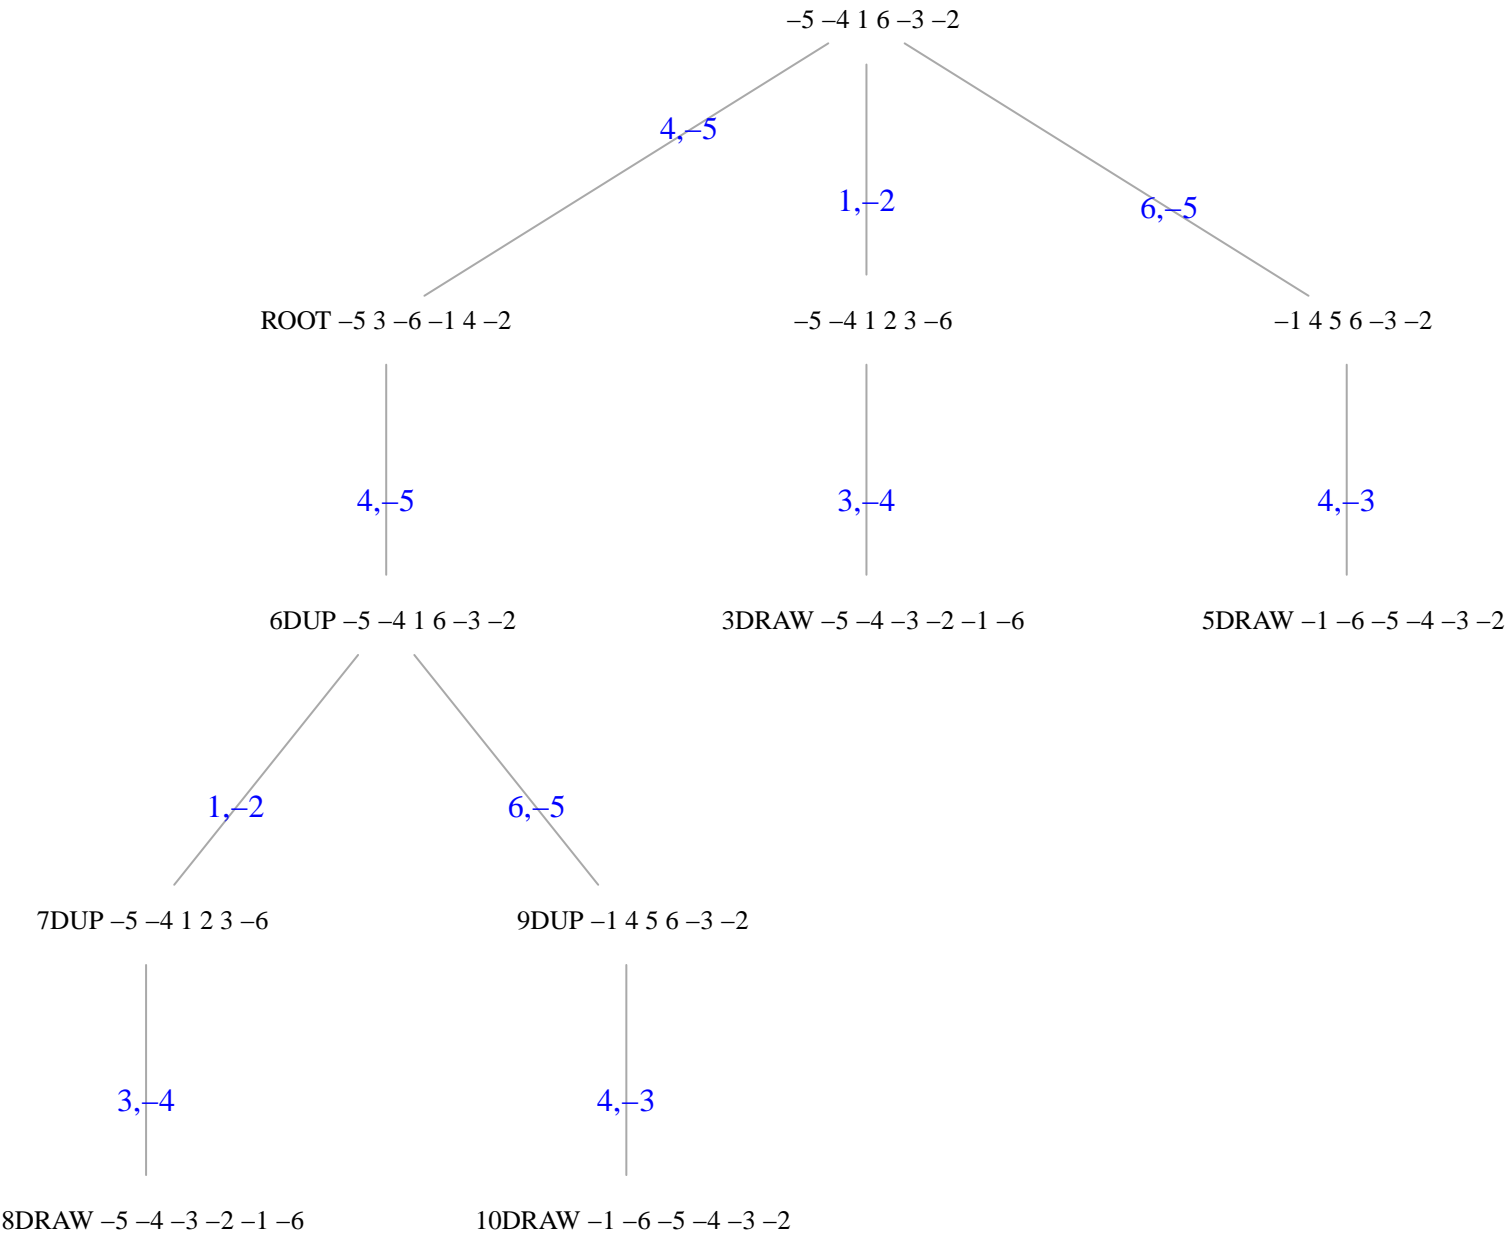 –5 –4 1 6 –3 –2
4,–5
1,–2
6,–5
ROOT –5 3 –6 –1 4 –2
–5 –4 1 2 3 –6
–1 4 5 6 –3 –2
4,–5
3,–4
4,–3
6DUP –5 –4 1 6 –3 –2
3DRAW –5 –4 –3 –2 –1 –6
5DRAW –1 –6 –5 –4 –3 –2
1,–2
6,–5
7DUP –5 –4 1 2 3 –6
9DUP –1 4 5 6 –3 –2
3,–4
4,–3
8DRAW –5 –4 –3 –2 –1 –6
10DRAW –1 –6 –5 –4 –3 –2